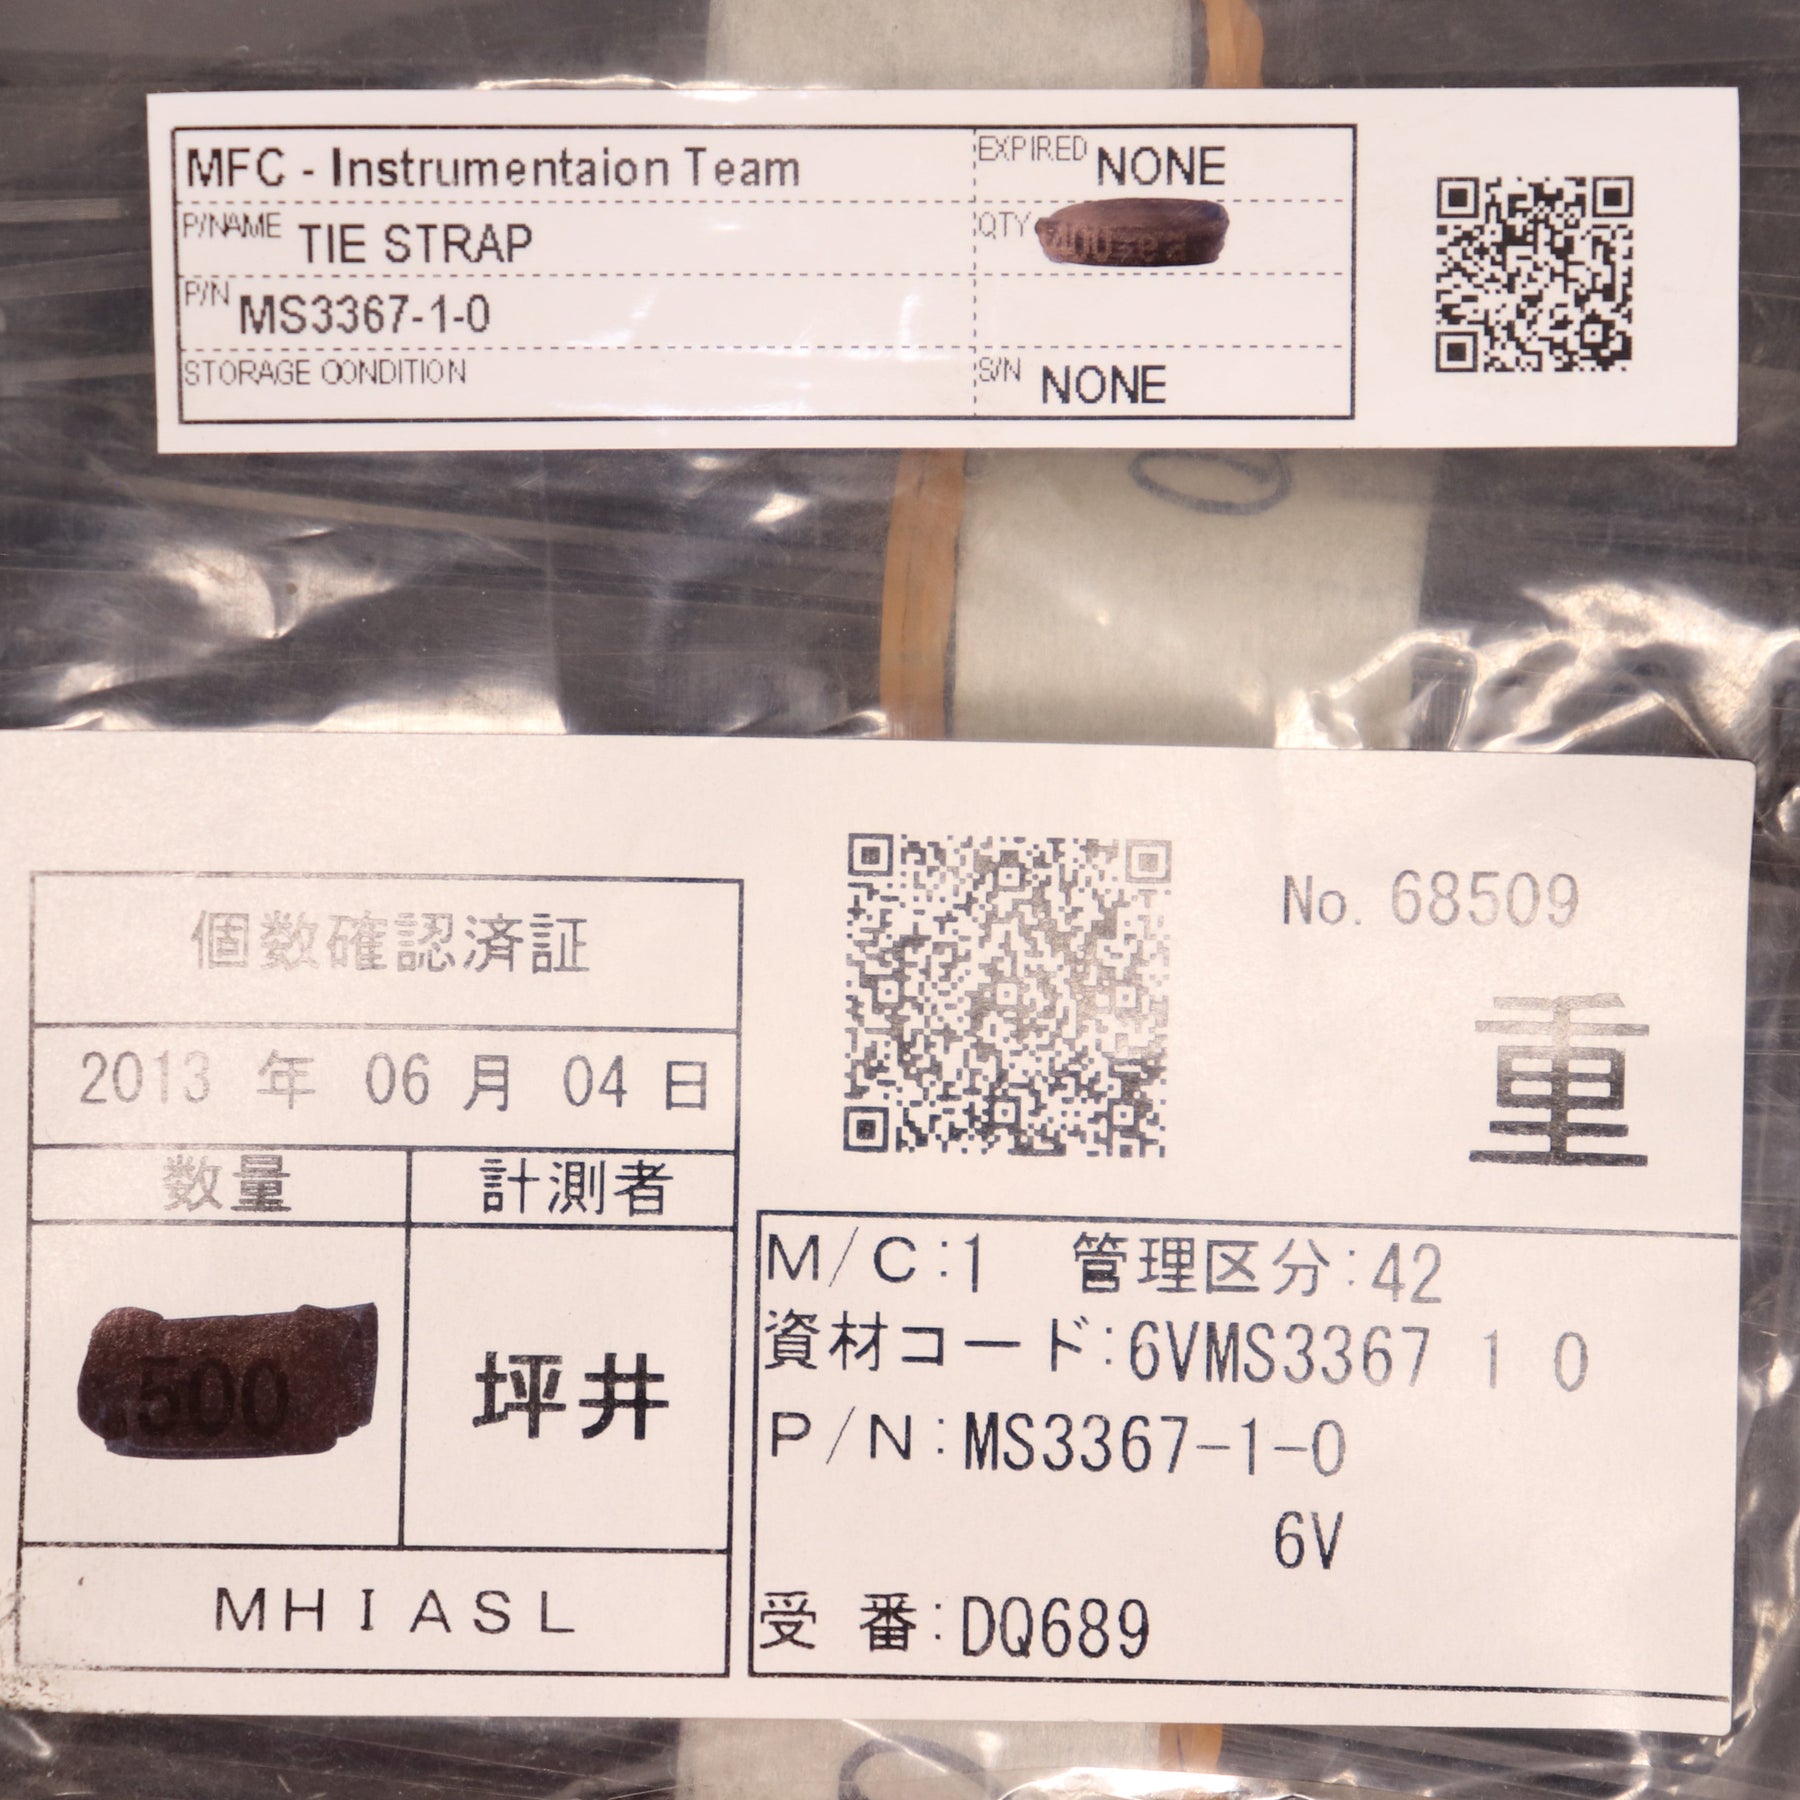 MFC - Instrumentaion Team
EXPIRED NONE
P/NAME TIE STRAP
QTY
P/N MS3367-1-0
STORAGE CONDITION
S/N NONE
個数確認済証
2013 年 06 月 04 日
数量 計測者
500 坪井
MHIASL
No. 68509
重
M/C:1 管理区分:42
資材コード:6VMS3367 1 0
P/N:MS3367-1-0
6V
受 番:DQ689